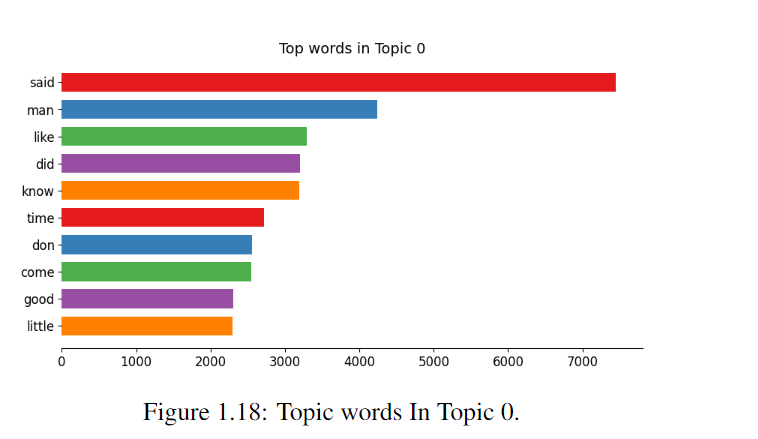 Top words in Topic 0
said
man
like
did
know
time
don
come
good
little
0 1000 2000 3000 4000 5000 6000 7000
Figure 1.18: Topic words In Topic 0.